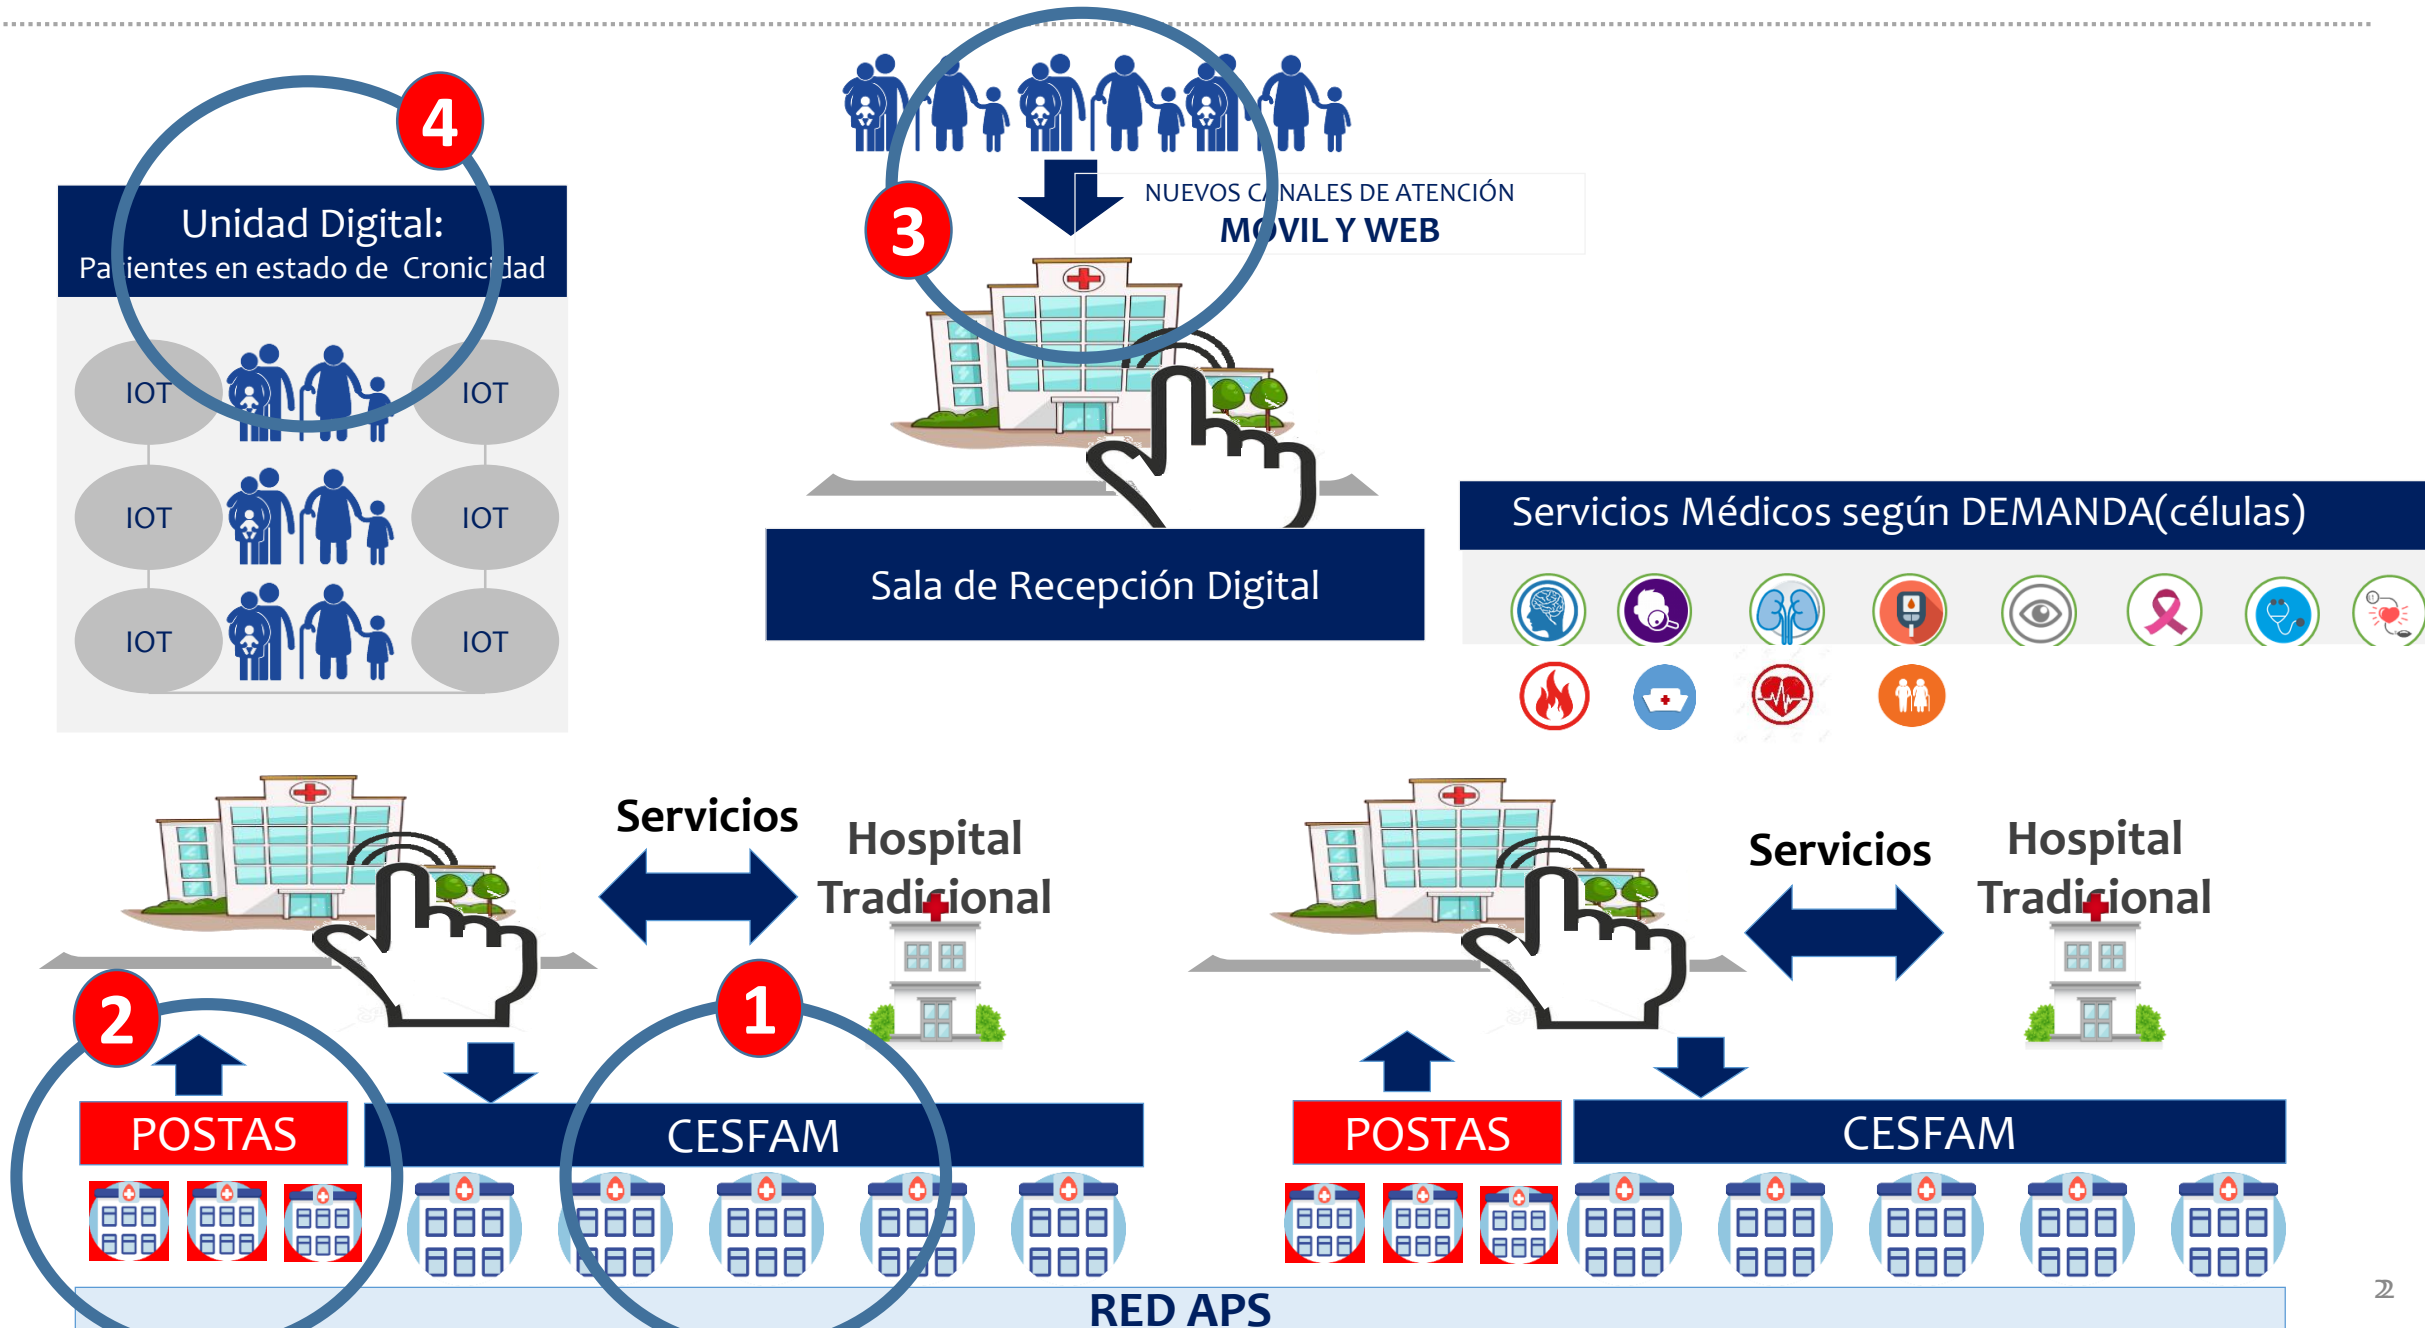 4
Unidad Digital:
Pacientes en estado de Cronicidad
IOT
IOT
IOT
IOT
IOT
IOT
3
NUEVOS CANALES DE ATENCIÓN
MOVIL Y WEB
Sala de Recepción Digital
Servicios Médicos según DEMANDA(células)
Servicios
Hospital
Tradicional
2
1
POSTAS
CESFAM
Servicios
Hospital
Tradicional
POSTAS
CESFAM
RED APS